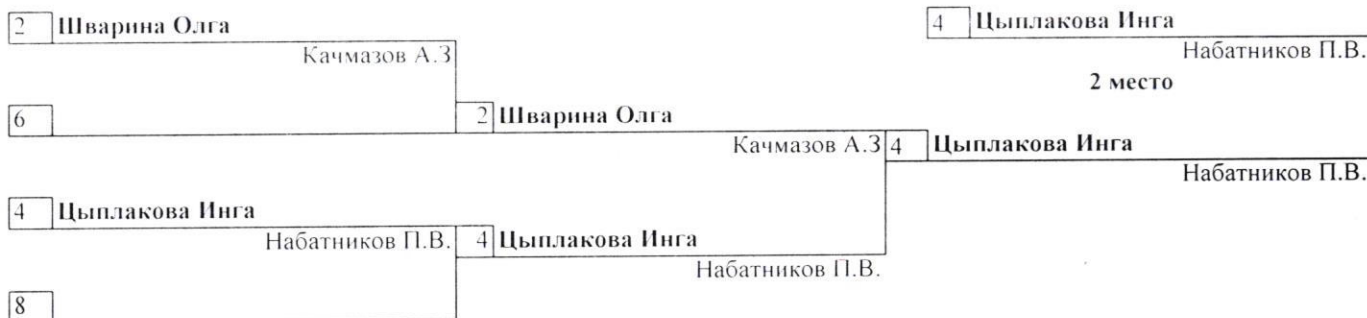 2 Шварина Олга
4 Цыплакова Инга
Качмазов А.З
Набатников П.В.
2 место
6
2 Шварина Олга
Качмазов А.З
4 Цыплакова Инга
Набатников П.В.
4 Цыплакова Инга
Набатников П.В.
4 Цыплакова Инга
Набатников П.В.
8